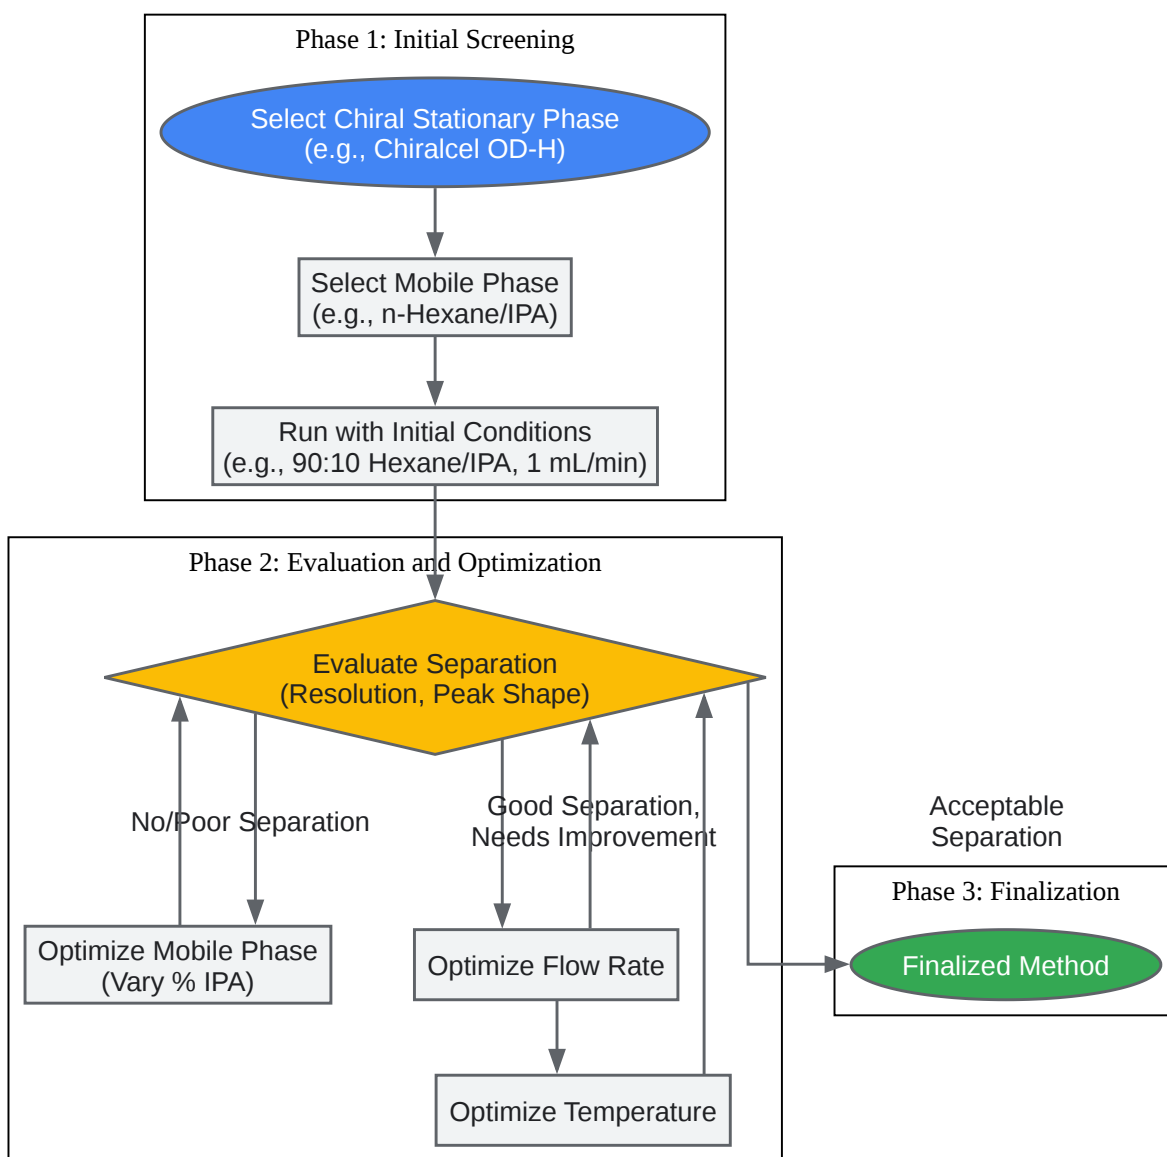 Phase 1: Initial Screening
Select Chiral Stationary Phase
(e.g., Chiralcel OD-H)
Select Mobile Phase
(e.g., n-Hexane/IPA)
Run with Initial Conditions
(e.g., 90:10 Hexane/IPA, 1 mL/min)
Phase 2: Evaluation and Optimization
Evaluate Separation
(Resolution, Peak Shape)
No/Poor Separation
Good Separation,
Needs Improvement
Acceptable
Separation
Optimize Mobile Phase
(Vary % IPA)
Optimize Flow Rate
Optimize Temperature
Phase 3: Finalization
Finalized Method